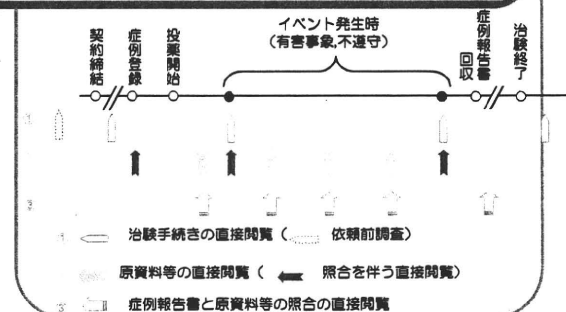 イベント発生時
(有害事象,不遵守)
契約締結
症例登録
投薬開始
症例報告書
回収
治験終了
治験手続きの直接閲覧(
依頼前調査)
原資料等の直接閲覧(
照合を伴う直接閲覧)
症例報告書と原資料等の照合の直接閲覧